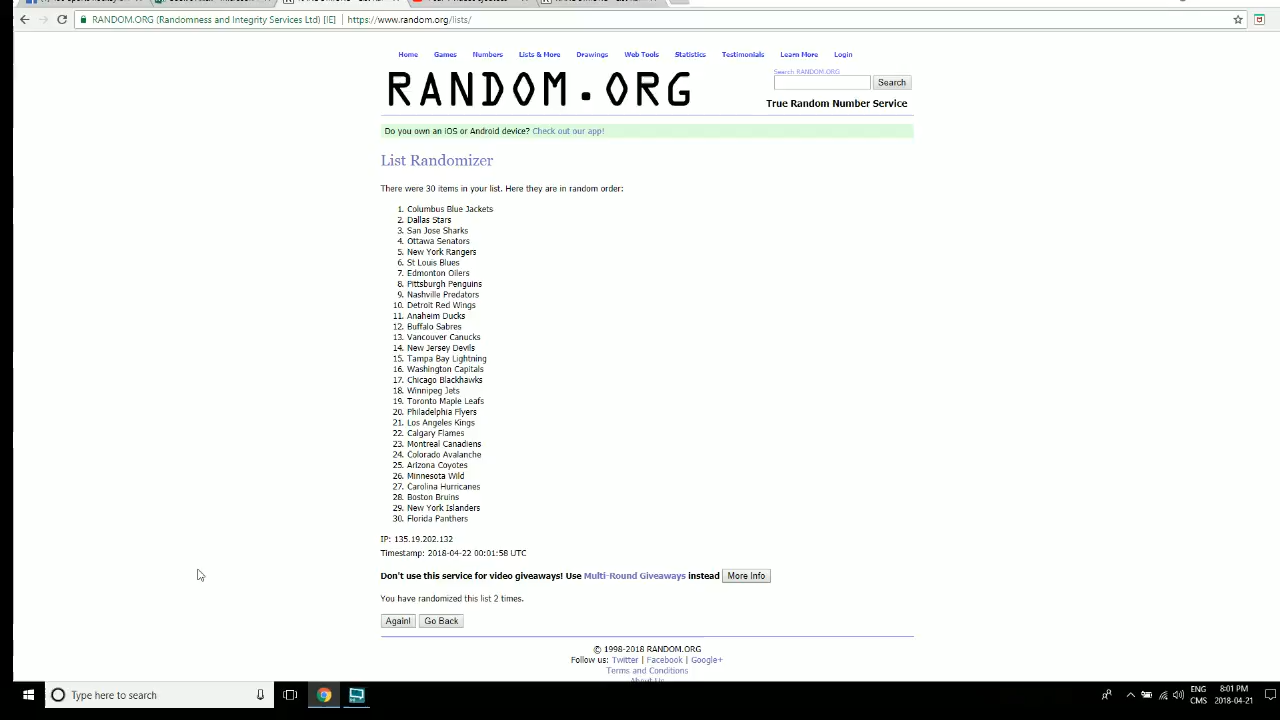 RANDOM.ORG (Randomness and Integrity Services Ltd) [IE] | https://www.random.org/lists/
Home Games Numbers Lists & More Drawings Web Tools Statistics Testimonials Learn More Login
Search RANDOM.ORG
RANDOM.ORG
Search
True Random Number Service
Do you own an iOS or Android device? Check out our app!
List Randomizer
There were 30 items in your list. Here they are in random order:
1. Columbus Blue Jackets
2. Dallas Stars
3. San Jose Sharks
4. Ottawa Senators
5. New York Rangers
6. St Louis Blues
7. Edmonton Oilers
8. Pittsburgh Penguins
9. Nashville Predators
10. Detroit Red Wings
11. Anaheim Ducks
12. Buffalo Sabres
13. Vancouver Canucks
14. New Jersey Devils
15. Tampa Bay Lightning
16. Washington Capitals
17. Chicago Blackhawks
18. Winnipeg Jets
19. Toronto Maple Leafs
20. Philadelphia Flyers
21. Los Angeles Kings
22. Calgary Flames
23. Montreal Canadiens
24. Colorado Avalanche
25. Arizona Coyotes
26. Minnesota Wild
27. Carolina Hurricanes
28. Boston Bruins
29. New York Islanders
30. Florida Panthers
IP: 135.19.202.132
Timestamp: 2018-04-22 00:01:58 UTC
Don't use this service for video giveaways! Use Multi-Round Giveaways instead More Info
You have randomized this list 2 times.
Again! Go Back
© 1998-2018 RANDOM.ORG
Follow us: Twitter | Facebook | Google+
Terms and Conditions
About Us
Type here to search
ENG 8:01 PM
CMS 2018-04-21